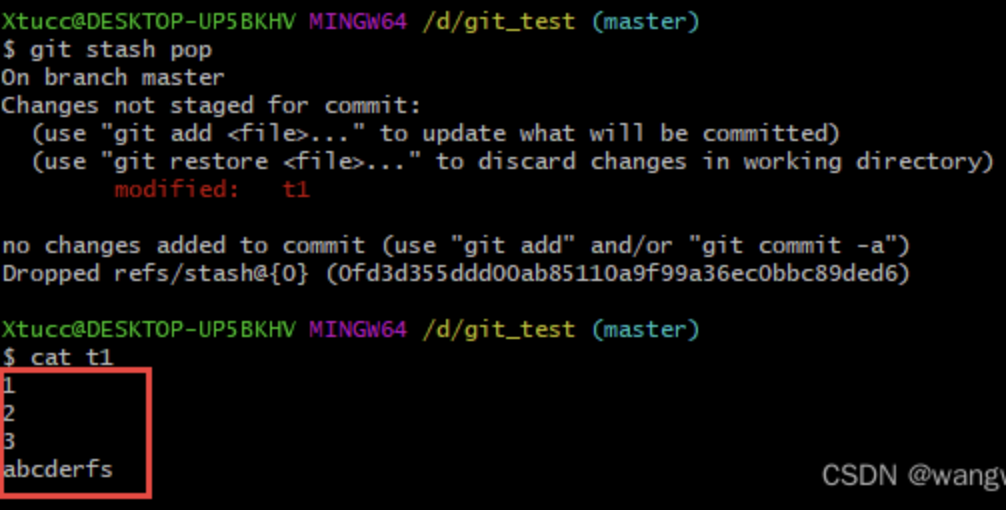 Xtucc@DESKTOP-UP5BKHV MINGW64 /d/git_test (master)
$ git stash pop
On branch master
Changes not staged for commit:
  (use "git add <file>..." to update what will be committed)
  (use "git restore <file>..." to discard changes in working directory)
        modified:   t1

no changes added to commit (use "git add" and/or "git commit -a")
Dropped refs/stash@{0} (0fd3d355ddd00ab85110a9f99a36ec0bbc89ded6)

Xtucc@DESKTOP-UP5BKHV MINGW64 /d/git_test (master)
$ cat t1
1
2
3
abcderfs
CSDN